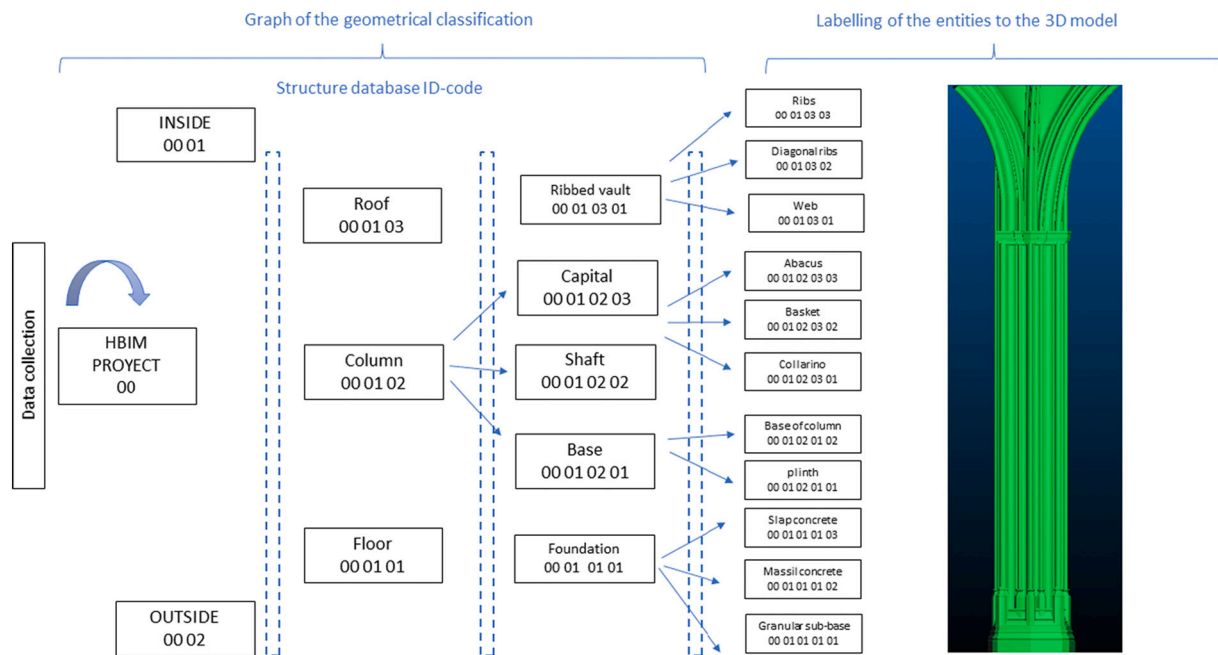 Graph of the geometrical classification
Labelling of the entities to the 3D model
Structure database ID-code
Data collection
HBIM
PROYECT
00
INSIDE
00 01
OUTSIDE
00 02
Roof
00 01 03
Column
00 01 02
Floor
00 01 01
Ribbed vault
00 01 03 01
Capital
00 01 02 03
Shaft
00 01 02 02
Base
00 01 02 01
Foundation
00 01 01 01
Ribs
00 01 03 03
Diagonal ribs
00 01 03 02
Web
00 01 03 01
Abacus
00 01 02 03 03
Basket
00 01 02 03 02
Collarino
00 01 02 03 01
Base of column
00 01 02 01 02
plinth
00 01 02 01 01
Slap concrete
00 01 01 01 03
Massil concrete
00 01 01 01 02
Granular sub-base
00 01 01 01 01